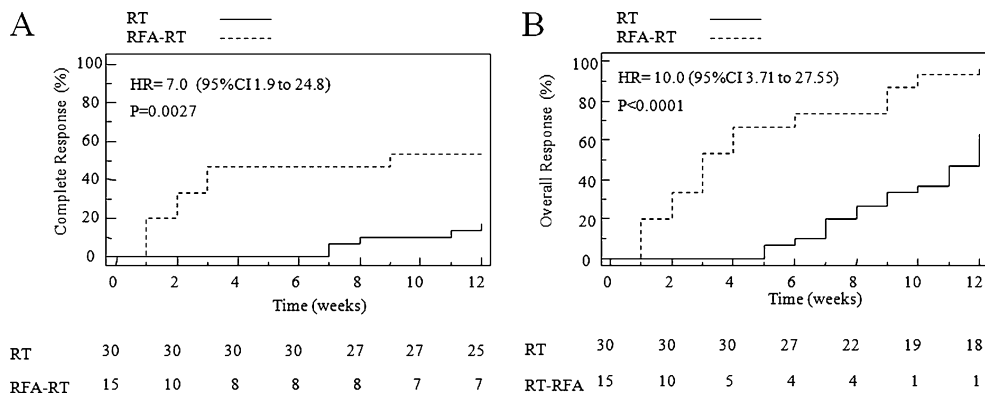 A
RT
RFA-RT
Complete Response (%)
100
80
60
40
20
0
HR= 7.0 (95%CI 1.9 to 24.8)
P=0.0027
0 2 4 6 8 10 12
Time (weeks)
RT 30 30 30 30 27 27 25
RFA-RT 15 10 8 8 8 7 7
B
RT
RFA-RT
Overall Response (%)
100
80
60
40
20
0
HR= 10.0 (95%CI 3.71 to 27.55)
P<0.0001
0 2 4 6 8 10 12
Time (weeks)
RT 30 30 30 27 22 19 18
RT-RFA 15 10 5 4 4 1 1